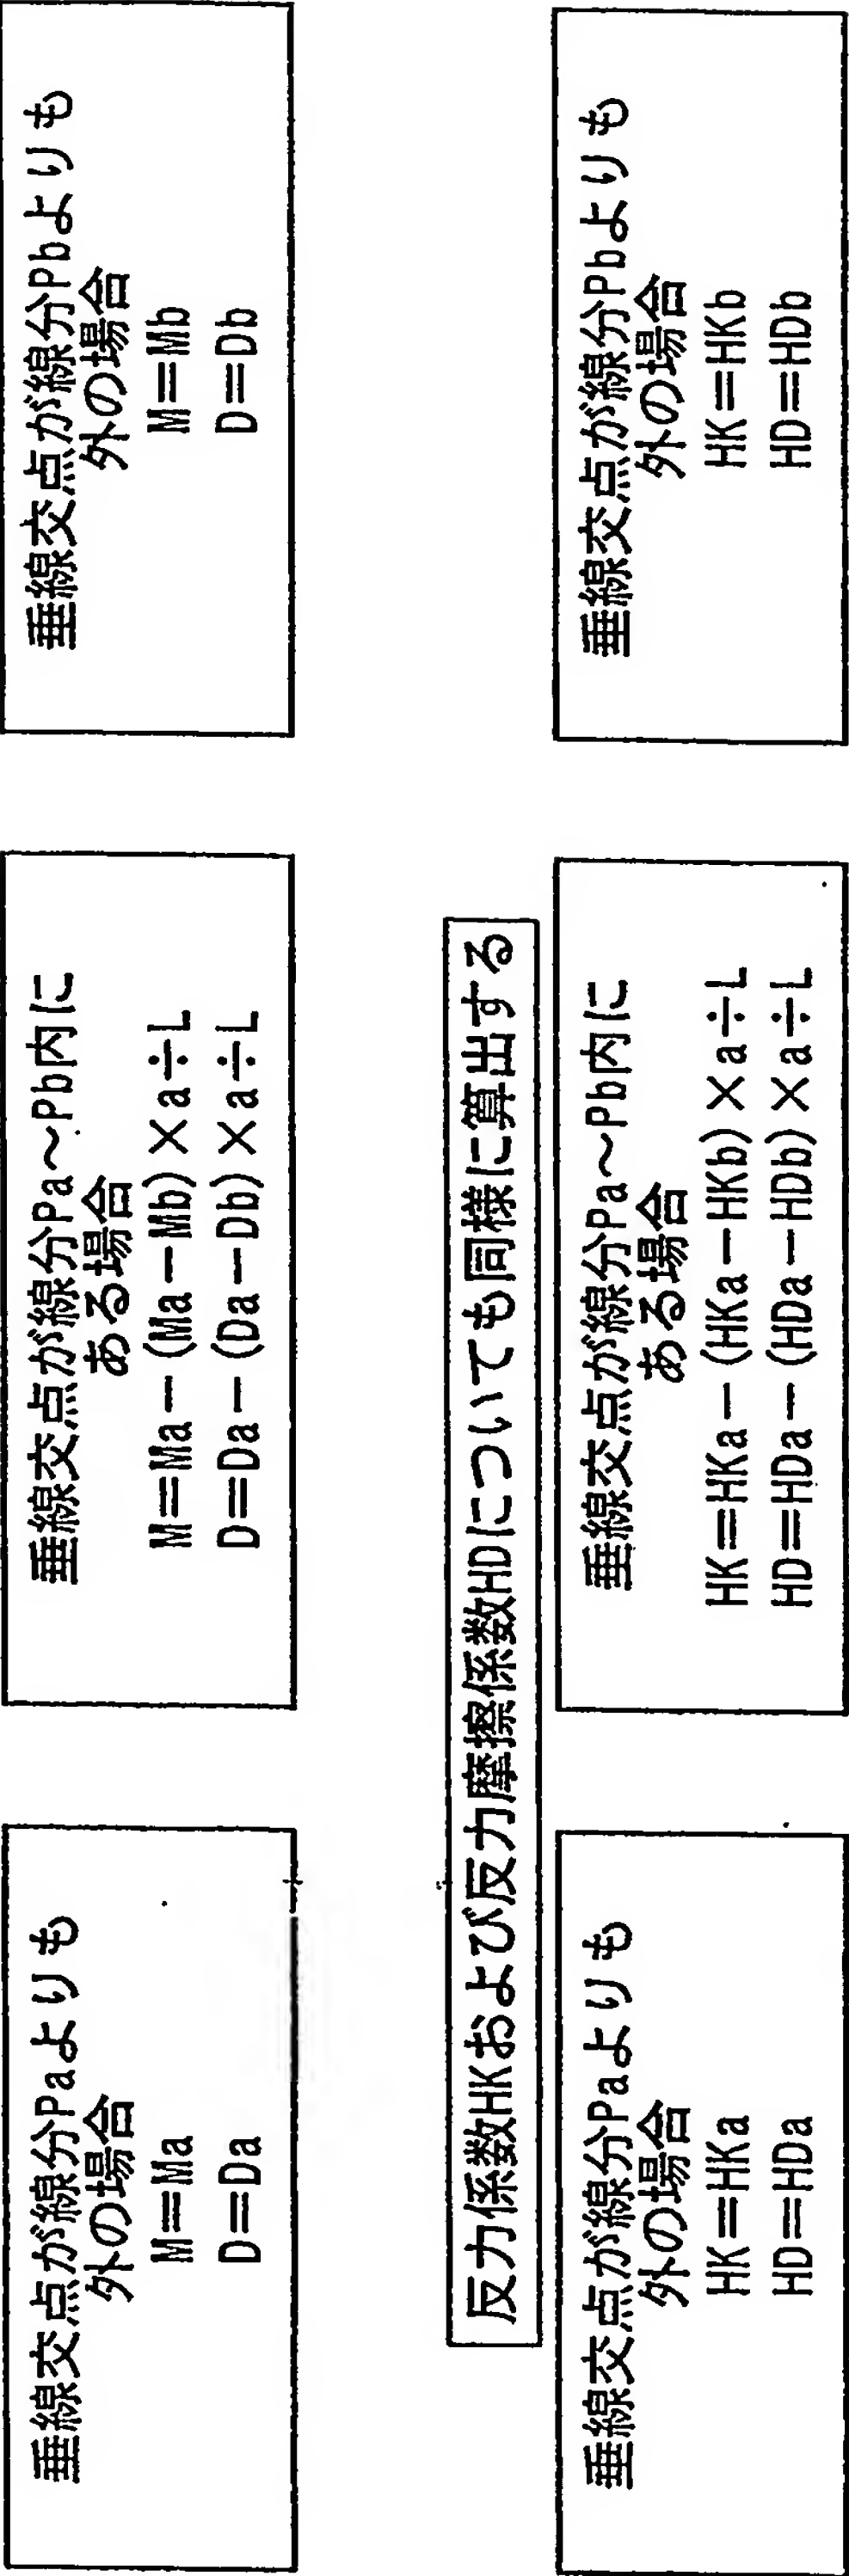 垂線交点が線分Paよりも
外の場合
M＝Ma
D＝Da
垂線交点が線分Pa～Pb内に
ある場合
M＝Ma－(Ma－Mb)×a÷L
D＝Da－(Da－Db)×a÷L
垂線交点が線分Pbよりも
外の場合
M＝Mb
D＝Db
反力係数HKおよび反力摩擦係数HDについても同様に算出する
垂線交点が線分Paよりも
外の場合
HK＝HKa
HD＝HDa
垂線交点が線分Pa～Pb内に
ある場合
HK＝HKa－(HKa－HKb)×a÷L
HD＝HDa－(HDa－HDb)×a÷L
垂線交点が線分Pbよりも
外の場合
HK＝HKb
HD＝HDb